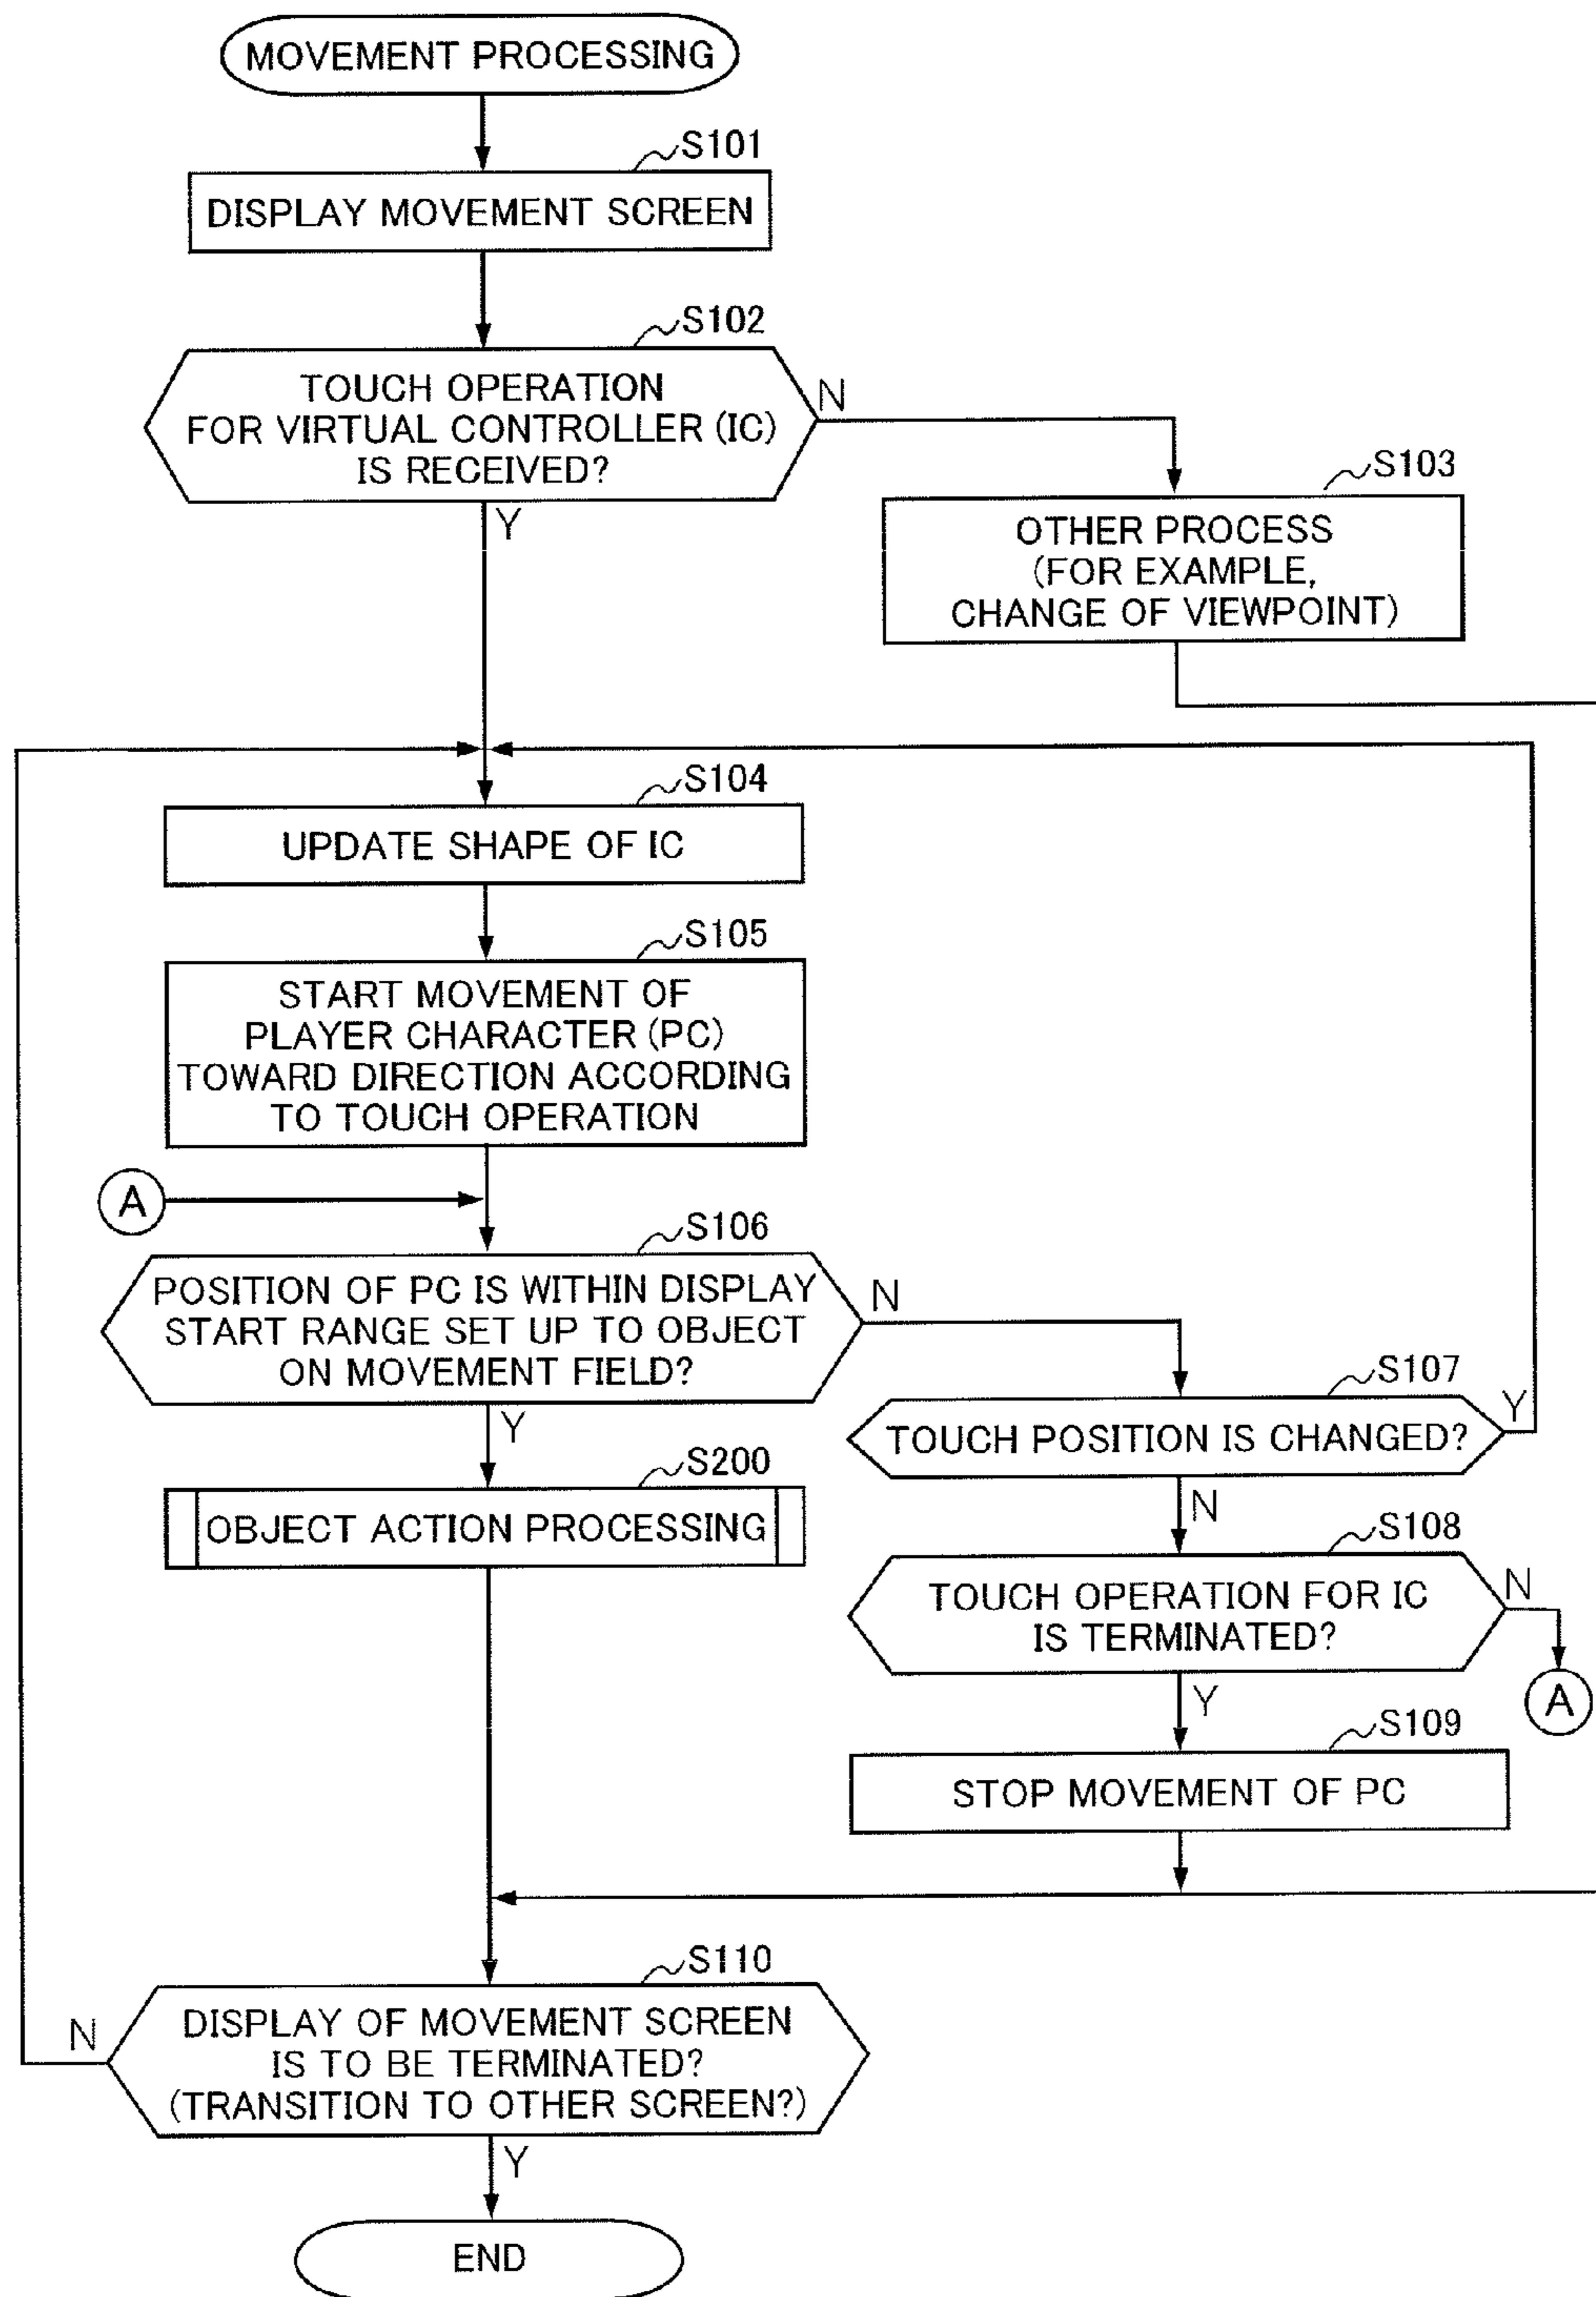 MOVEMENT PROCESSING
S101
DISPLAY MOVEMENT SCREEN
S102
TOUCH OPERATION
FOR VIRTUAL CONTROLLER (IC)
IS RECEIVED?
N
Y
S103
OTHER PROCESS
(FOR EXAMPLE,
CHANGE OF VIEWPOINT)
S104
UPDATE SHAPE OF IC
S105
START MOVEMENT OF
PLAYER CHARACTER (PC)
TOWARD DIRECTION ACCORDING
TO TOUCH OPERATION
A
S106
POSITION OF PC IS WITHIN DISPLAY
START RANGE SET UP TO OBJECT
ON MOVEMENT FIELD?
N
Y
S107
TOUCH POSITION IS CHANGED?
Y
N
S200
OBJECT ACTION PROCESSING
S108
TOUCH OPERATION FOR IC
IS TERMINATED?
N
A
Y
S109
STOP MOVEMENT OF PC
S110
DISPLAY OF MOVEMENT SCREEN
IS TO BE TERMINATED?
(TRANSITION TO OTHER SCREEN?)
N
Y
END